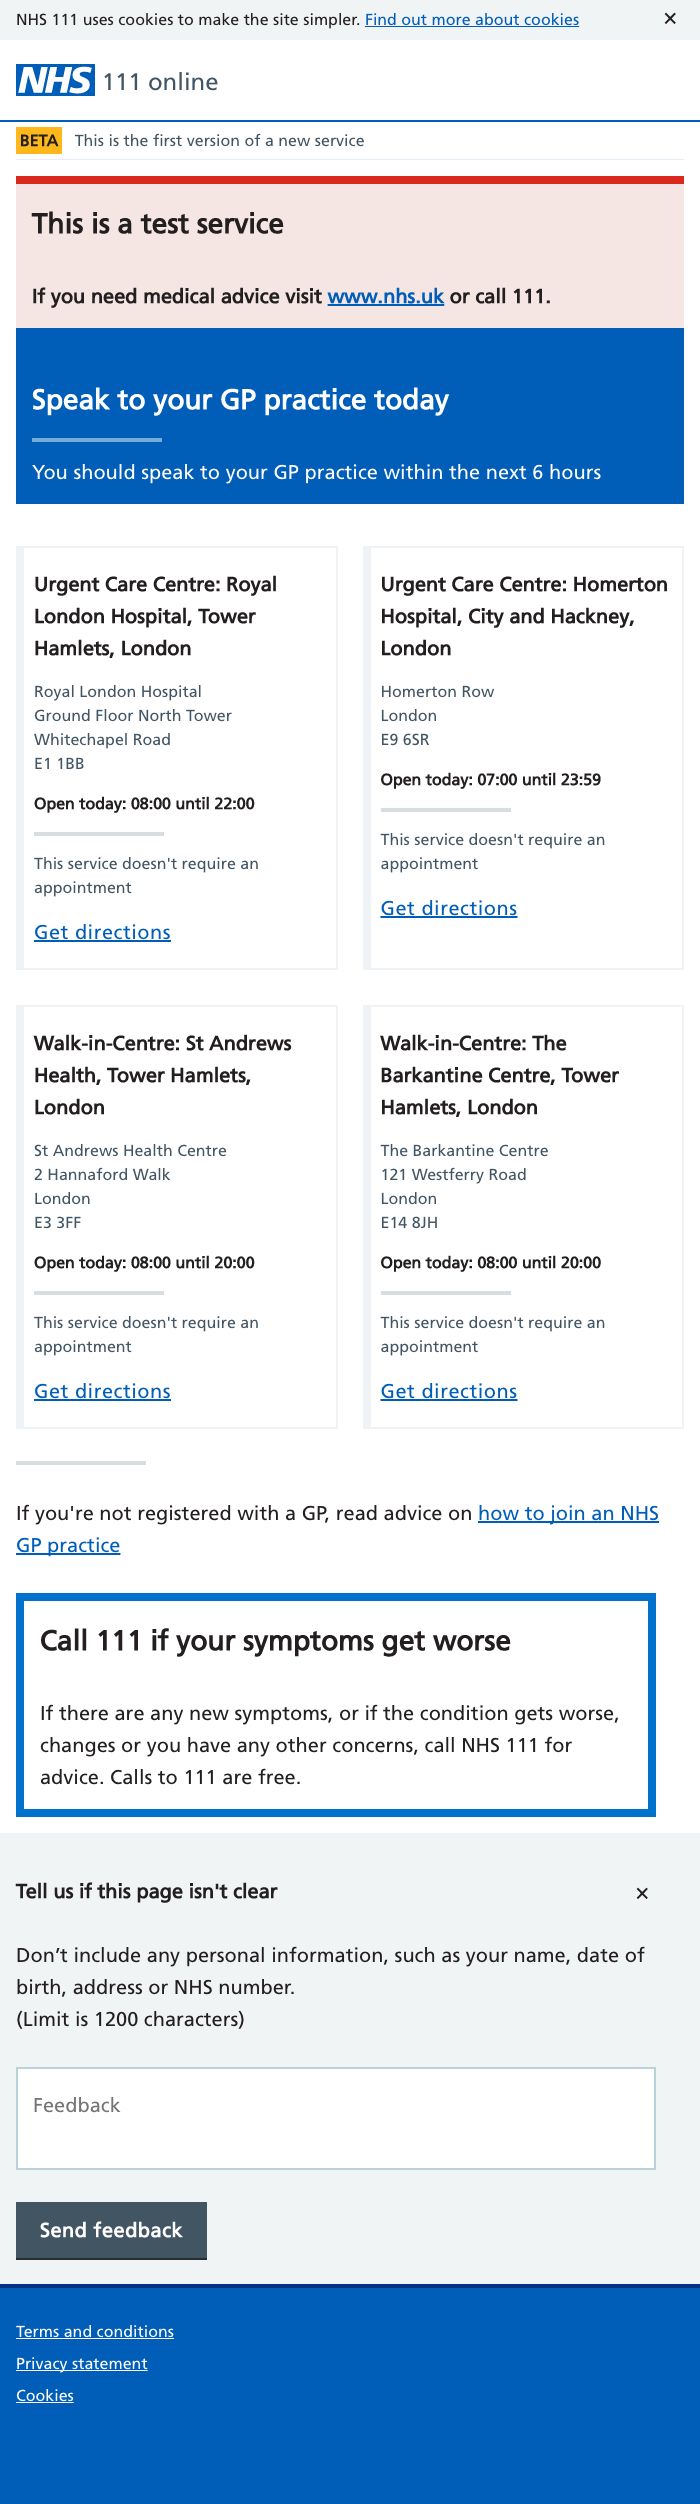 NHS 111 uses cookies to make the site simpler. Find out more about cookies ✕
NHS 111 online
BETA This is the first version of a new service
This is a test service
If you need medical advice visit www.nhs.uk or call 111.
Speak to your GP practice today
You should speak to your GP practice within the next 6 hours
Urgent Care Centre: Royal
London Hospital, Tower
Hamlets, London
Royal London Hospital
Ground Floor North Tower
Whitechapel Road
E1 1BB
Open today: 08:00 until 22:00
This service doesn't require an
appointment
Get directions
Urgent Care Centre: Homerton
Hospital, City and Hackney,
London
Homerton Row
London
E9 6SR
Open today: 07:00 until 23:59
This service doesn't require an
appointment
Get directions
Walk-in-Centre: St Andrews
Health, Tower Hamlets,
London
St Andrews Health Centre
2 Hannaford Walk
London
E3 3FF
Open today: 08:00 until 20:00
This service doesn't require an
appointment
Get directions
Walk-in-Centre: The
Barkantine Centre, Tower
Hamlets, London
The Barkantine Centre
121 Westferry Road
London
E14 8JH
Open today: 08:00 until 20:00
This service doesn't require an
appointment
Get directions
If you're not registered with a GP, read advice on how to join an NHS
GP practice
Call 111 if your symptoms get worse
If there are any new symptoms, or if the condition gets worse,
changes or you have any other concerns, call NHS 111 for
advice. Calls to 111 are free.
Tell us if this page isn't clear ✕
Don’t include any personal information, such as your name, date of
birth, address or NHS number.
(Limit is 1200 characters)
Feedback
Send feedback
Terms and conditions
Privacy statement
Cookies